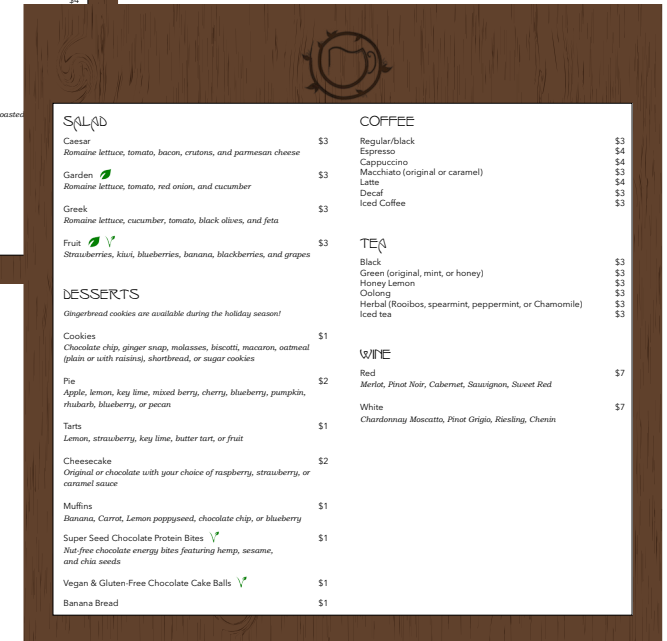 $4
oasted
SALAD
Caesar $3
Romaine lettuce, tomato, bacon, crutons, and parmesan cheese
Garden $3
Romaine lettuce, tomato, red onion, and cucumber
Greek $3
Romaine lettuce, cucumber, tomato, black olives, and feta
Fruit $3
Strawberries, kiwi, blueberries, banana, blackberries, and grapes
DESSERTS
Gingerbread cookies are available during the holiday season!
Cookies $1
Chocolate chip, ginger snap, molasses, biscotti, macaron, oatmeal
(plain or with raisins), shortbread, or sugar cookies
Pie $2
Apple, lemon, key lime, mixed berry, cherry, blueberry, pumpkin,
rhubarb, blueberry, or pecan
Tarts $1
Lemon, strawberry, key lime, butter tart, or fruit
Cheesecake $2
Original or chocolate with your choice of raspberry, strawberry, or
caramel sauce
Muffins $1
Banana, Carrot, Lemon poppyseed, chocolate chip, or blueberry
Super Seed Chocolate Protein Bites $1
Nut-free chocolate energy bites featuring hemp, sesame,
and chia seeds
Vegan & Gluten-Free Chocolate Cake Balls $1
Banana Bread $1
COFFEE
Regular/black $3
Espresso $4
Cappuccino $4
Macchiato (original or caramel) $3
Latte $4
Decaf $3
Iced Coffee $3
TEA
Black $3
Green (original, mint, or honey) $3
Honey Lemon $3
Oolong $3
Herbal (Rooibos, spearmint, peppermint, or Chamomile) $3
Iced tea $3
WINE
Red $7
Merlot, Pinot Noir, Cabernet, Sauvignon, Sweet Red
White $7
Chardonnay Moscatto, Pinot Grigio, Riesling, Chenin